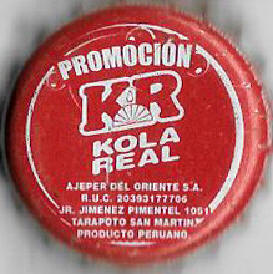 PROMOCIÓN
KR
KOLA
REAL
AJEPER DEL ORIENTE S.A.
R.U.C. 20393177706
JR. JIMENEZ PIMENTEL 1051
TARAPOTO SAN MARTIN
PRODUCTO PERUANO